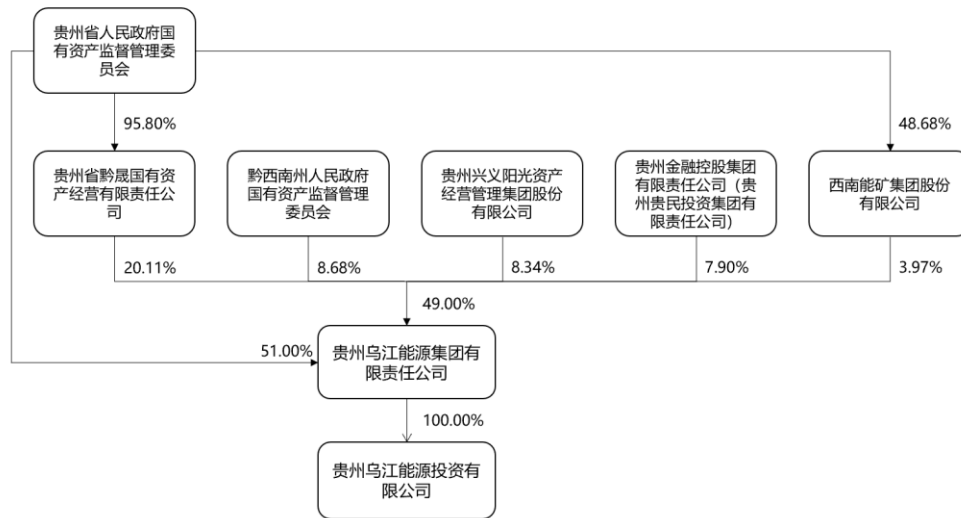 贵州省人民政府国
有资产监督管理委
员会
95.80%
48.68%
贵州省黔晟国有资
产经营有限责任公
司
黔西南州人民政府
国有资产监督管理
委员会
贵州兴义阳光资产
经营管理集团股份
有限公司
贵州金融控股集团
有限责任公司（贵
州贵民投资集团有
限责任公司）
西南能矿集团股份
有限公司
20.11%
8.68%
8.34%
7.90%
3.97%
49.00%
51.00%
贵州乌江能源集团有
限责任公司
100.00%
贵州乌江能源投资有
限公司